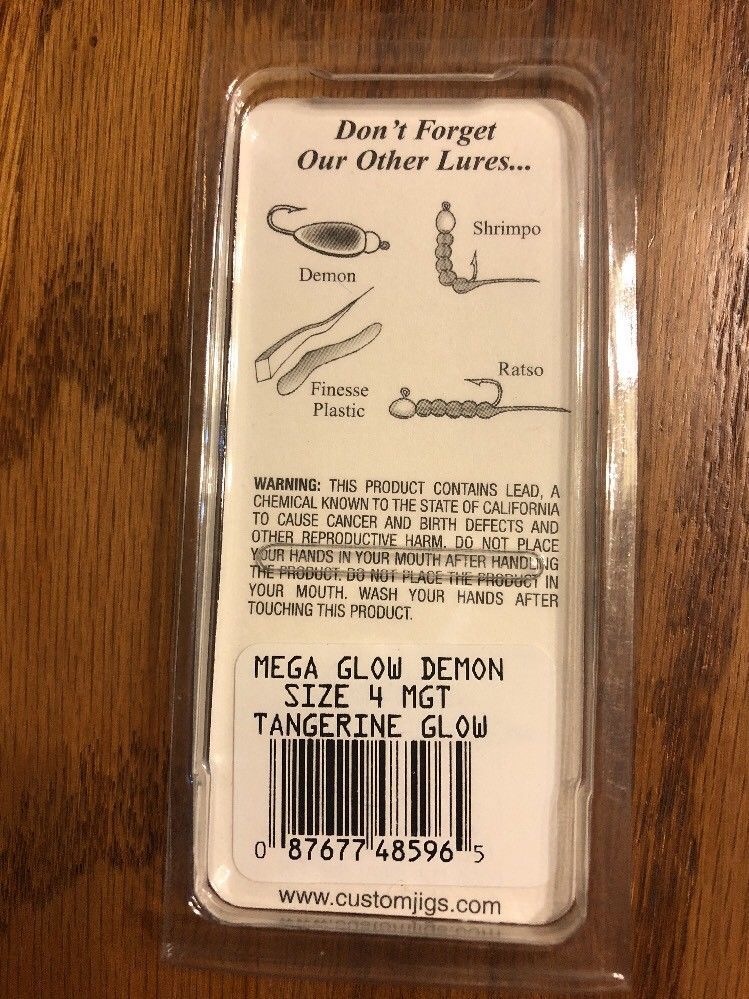 Don't Forget
Our Other Lures...
Shrimpo
Demon
Ratso
Finesse
Plastic
WARNING: THIS PRODUCT CONTAINS LEAD, A
CHEMICAL KNOWN TO THE STATE OF CALIFORNIA
TO CAUSE CANCER AND BIRTH DEFECTS AND
OTHER REPRODUCTIVE HARM. DO NOT PLACE
YOUR HANDS IN YOUR MOUTH AFTER HANDLING
THE PRODUCT. DO NOT PLACE THE PRODUCT IN
YOUR MOUTH. WASH YOUR HANDS AFTER
TOUCHING THIS PRODUCT.
MEGA GLOW DEMON
SIZE 4 MGT
TANGERINE GLOW
0 87677 48596 5
www.customjigs.com